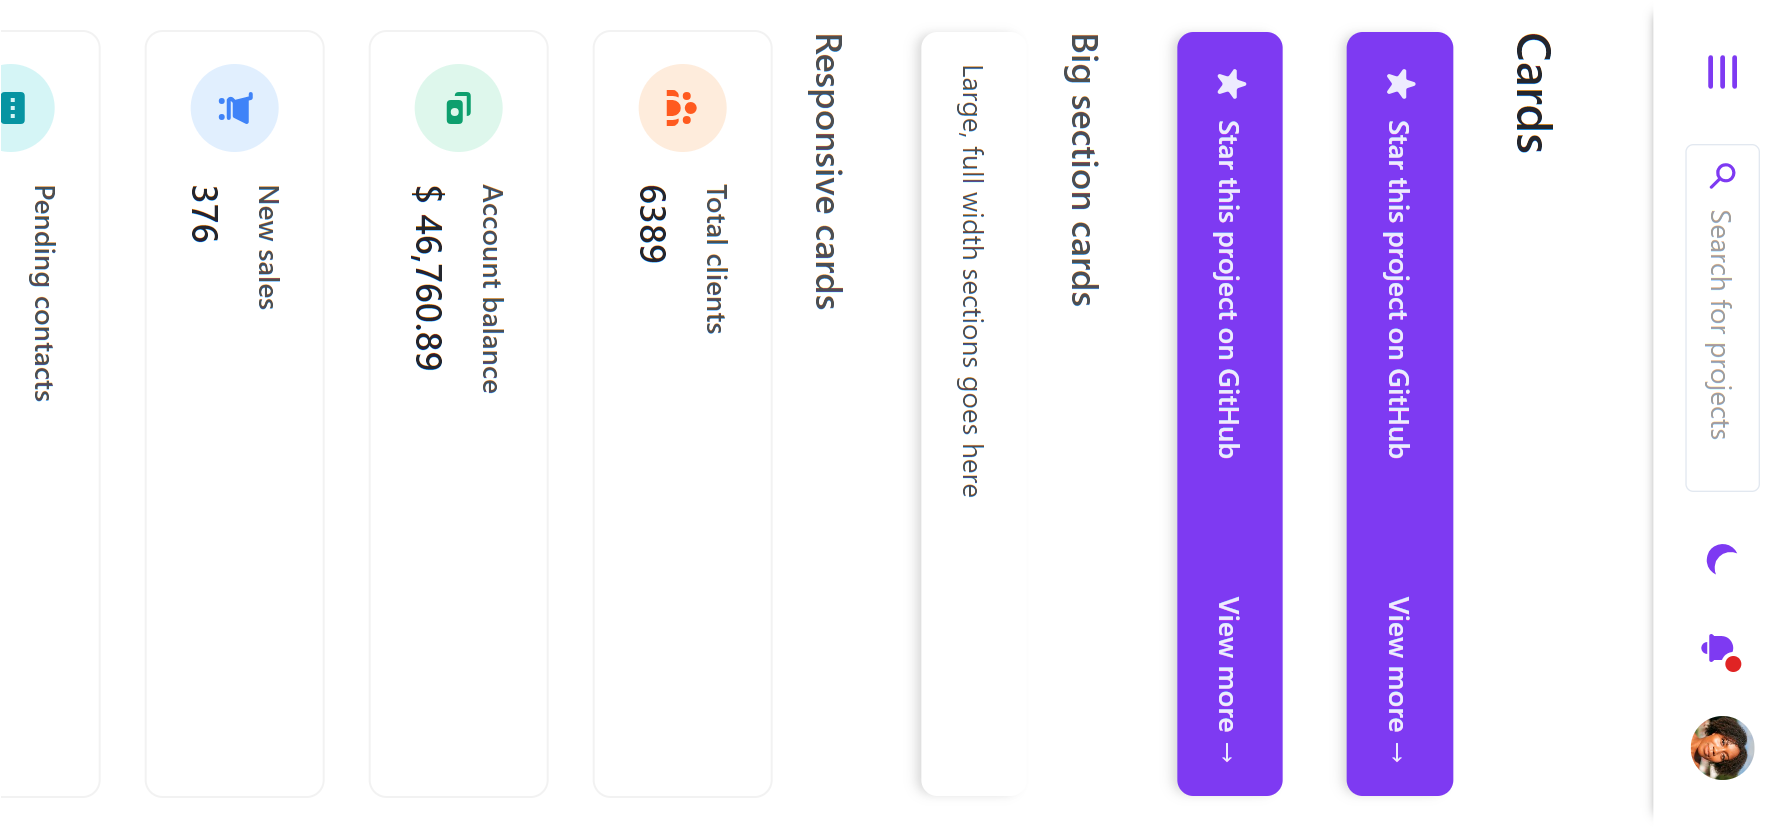 Search for projects
Cards
Star this project on GitHub View more →
Star this project on GitHub View more →
Big section cards
Large, full width sections goes here
Responsive cards
Total clients
6389
Account balance
$ 46,760.89
New sales
376
Pending contacts